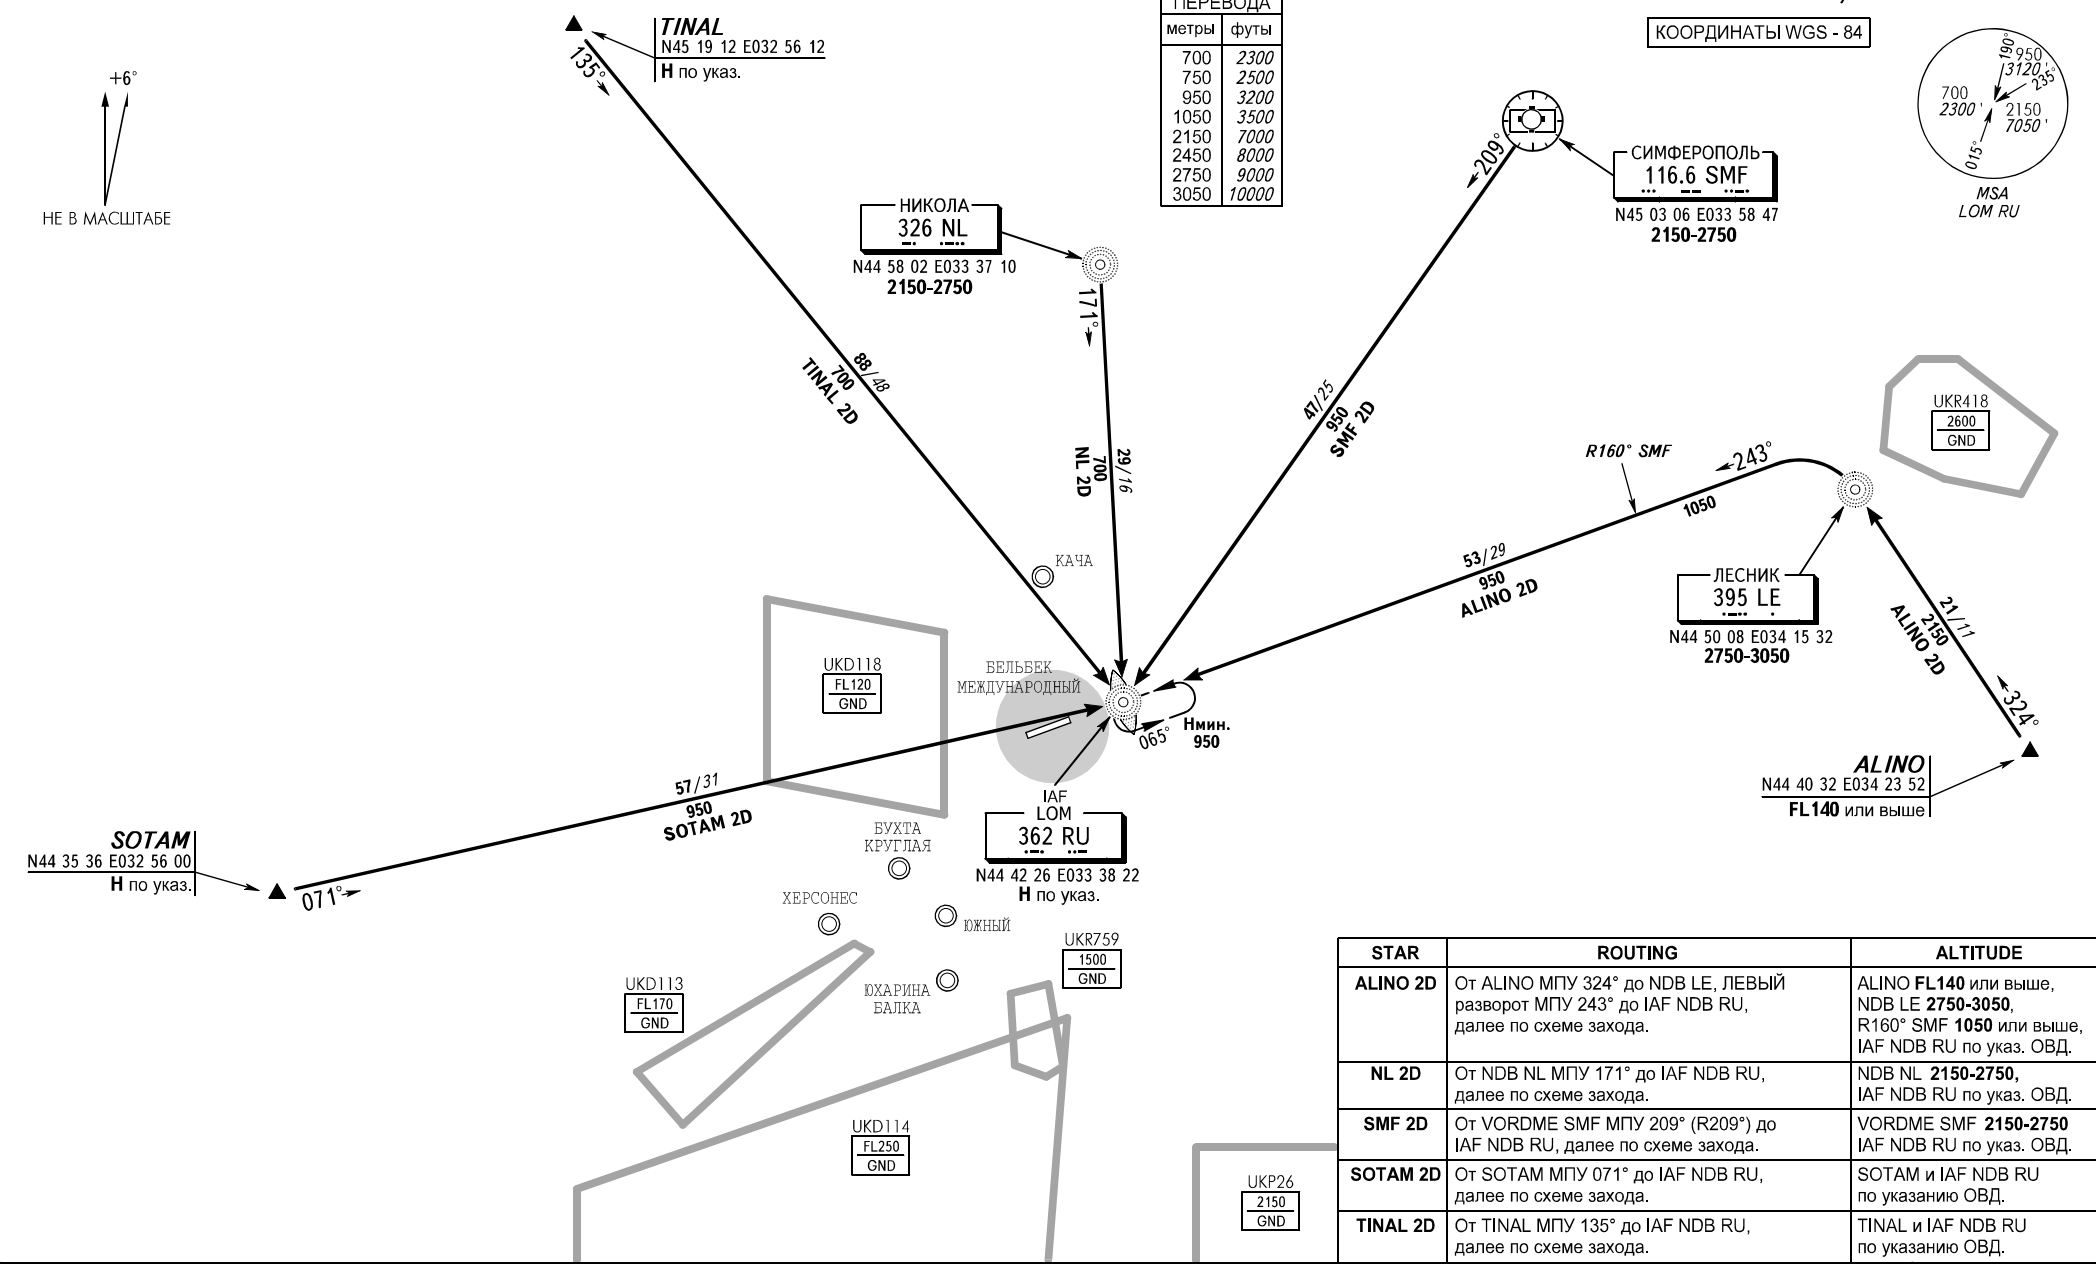 ПЕРЕВОДА
метры футы
700 2300
750 2500
950 3200
1050 3500
2150 7000
2450 8000
2750 9000
3050 10000
КООРДИНАТЫ WGS - 84
190°
950
3120 '
235°
700
2300 '
2150
7050 '
015°
MSA
LOM RU
+6°
НЕ В МАСШТАБЕ
TINAL
N45 19 12 E032 56 12
H по указ.
135°
88/48
700
TINAL 2D
НИКОЛА
326 NL
N44 58 02 E033 37 10
2150-2750
171°
29/16
700
NL 2D
СИМФЕРОПОЛЬ
116.6 SMF
N45 03 06 E033 58 47
2150-2750
209°
47/25
950
SMF 2D
UKR418
2600
GND
R160° SMF
243°
1050
53/29
950
ALINO 2D
ЛЕСНИК
395 LE
N44 50 08 E034 15 32
2750-3050
21/11
2150
ALINO 2D
324°
ALINO
N44 40 32 E034 23 52
FL140 или выше
КАЧА
UKD118
FL120
GND
БЕЛЬБЕК
МЕЖДУНАРОДНЫЙ
065°
Hмин.
950
IAF
LOM
362 RU
N44 42 26 E033 38 22
H по указ.
57/31
950
SOTAM 2D
SOTAM
N44 35 36 E032 56 00
H по указ.
071°
БУХТА
КРУГЛАЯ
ХЕРСОНЕС
ЮЖНЫЙ
ЮХАРИНА
БАЛКА
UKR759
1500
GND
UKD113
FL170
GND
UKD114
FL250
GND
UKP26
2150
GND
STAR ROUTING ALTITUDE
ALINO 2D От ALINO МПУ 324° до NDB LE, ЛЕВЫЙ ALINO FL140 или выше,
разворот МПУ 243° до IAF NDB RU, NDB LE 2750-3050,
далее по схеме захода. R160° SMF 1050 или выше,
IAF NDB RU по указ. ОВД.
NL 2D От NDB NL МПУ 171° до IAF NDB RU, NDB NL 2150-2750,
далее по схеме захода. IAF NDB RU по указ. ОВД.
SMF 2D От VORDME SMF МПУ 209° (R209°) до VORDME SMF 2150-2750
IAF NDB RU, далее по схеме захода. IAF NDB RU по указ. ОВД.
SOTAM 2D От SOTAM МПУ 071° до IAF NDB RU, SOTAM и IAF NDB RU
далее по схеме захода. по указанию ОВД.
TINAL 2D От TINAL МПУ 135° до IAF NDB RU, TINAL и IAF NDB RU
далее по схеме захода. по указанию ОВД.